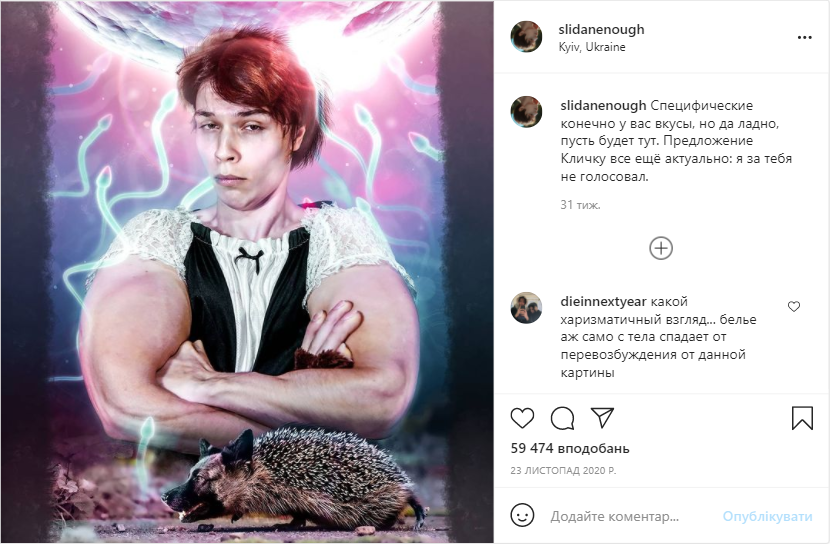 slidanenough
Kyiv, Ukraine
slidanenough Специфические
конечно у вас вкусы, но да ладно,
пусть будет тут. Предложение
Кличку все ещё актуально: я за тебя
не голосовал.
31 тиж.
dieinnextyear какой
харизматичный взгляд... белье
аж само с тела спадает от
перевозбуждения от данной
картины
59 474 вподобань
23 ЛИСТОПАД 2020 Р.
Додайте коментар... Опублікувати